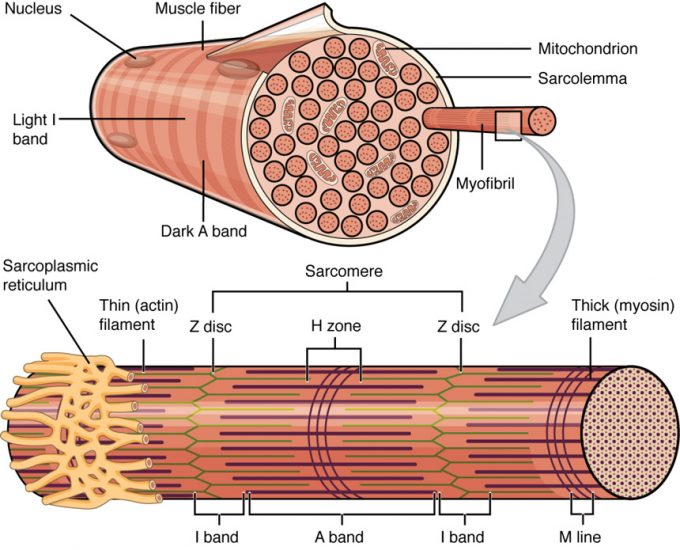 Nucleus
Muscle fiber
Mitochondrion
Sarcolemma
Light I
band
Myofibril
Dark A band
Sarcoplasmic
reticulum
Sarcomere
Thin (actin)
filament
Z disc
H zone
Z disc
Thick (myosin)
filament
I band
A band
I band
M line